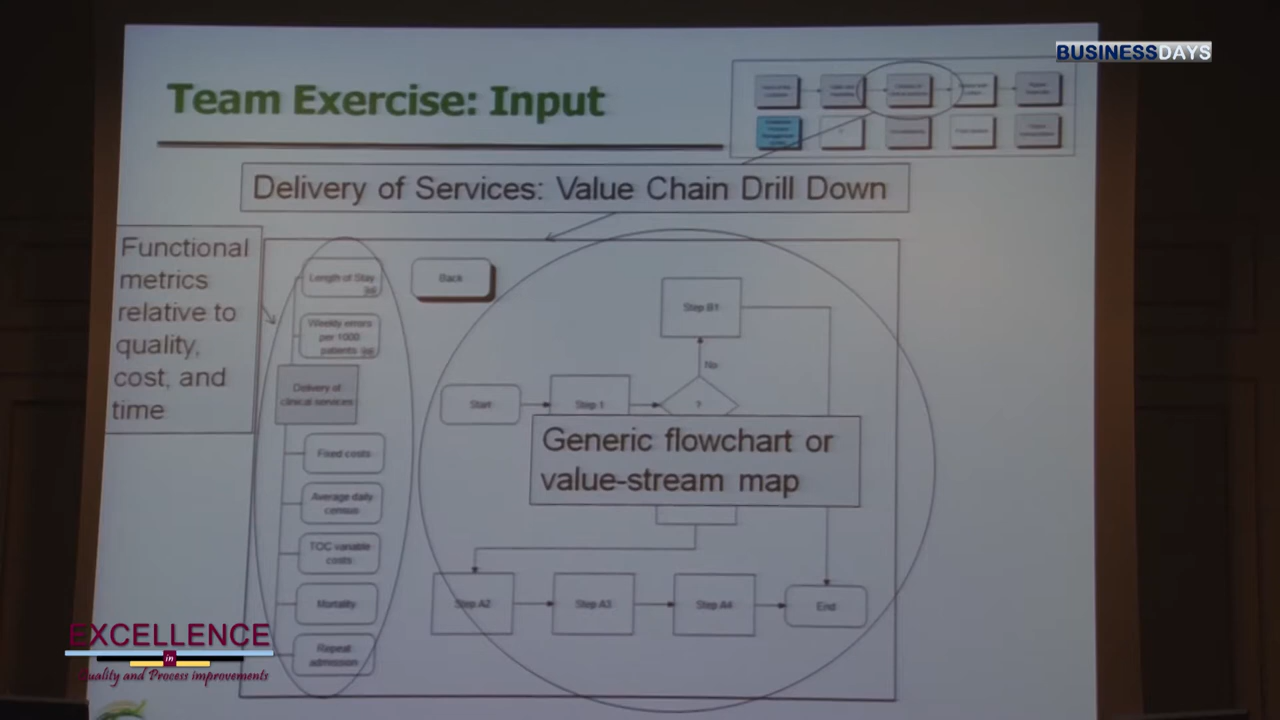 BUSINESSDAYS
Team Exercise: Input
Delivery of Services: Value Chain Drill Down
Functional
metrics
relative to
quality,
cost, and
time
Length of Stay
Weekly errors
per 1000
patients
Delivery of
clinical services
Fixed costs
Average daily
census
TOC variable
costs
Mortality
Repeat
admission
Back
Start
Step 1
?
No
Step B1
Generic flowchart or
value-stream map
Step A2
Step A3
Step A4
End
EXCELLENCE
in
Quality and Process improvements